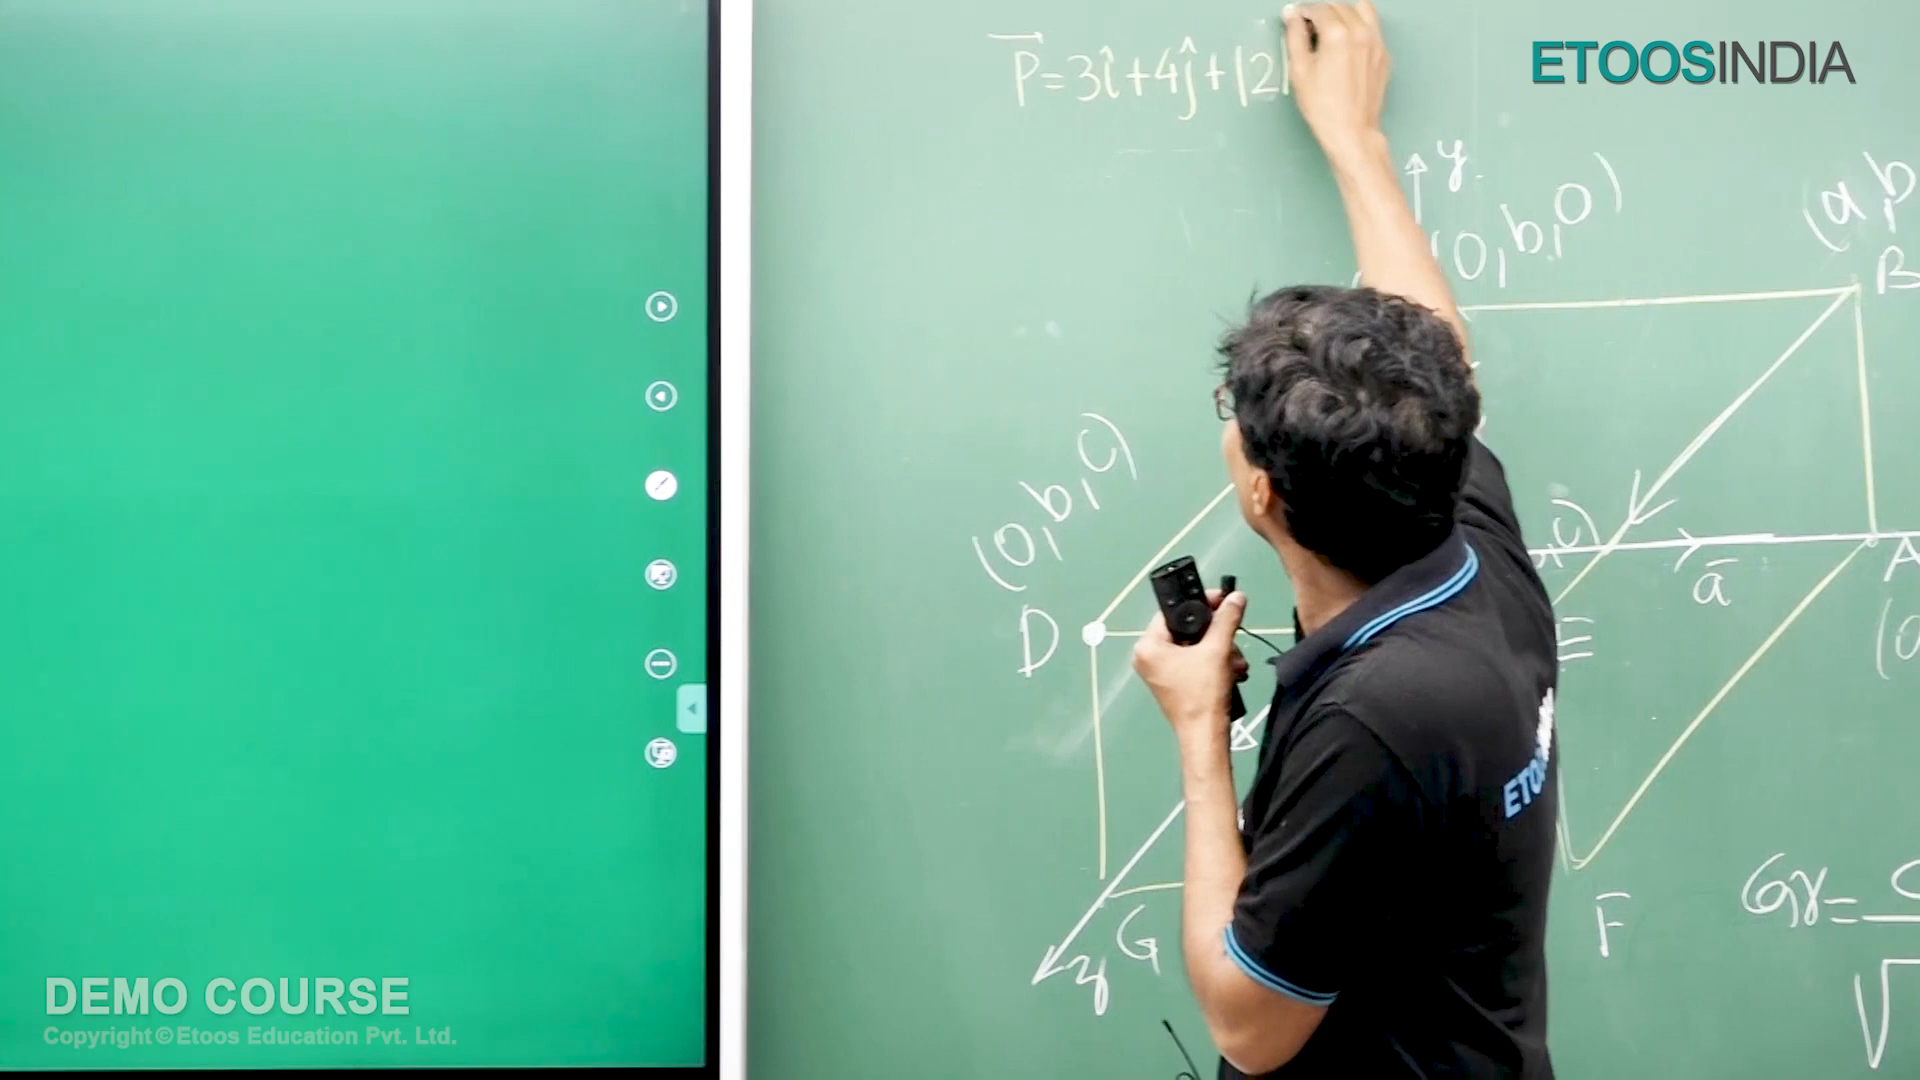 P̅ = 3î + 4ĵ + 12
ETOOSINDIA
y
(0, b, 0)
(a, b
B
(0, b, c)
D
a̅
A
E
G
F
z
DEMO COURSE
Copyright © Etoos Education Pvt. Ltd.